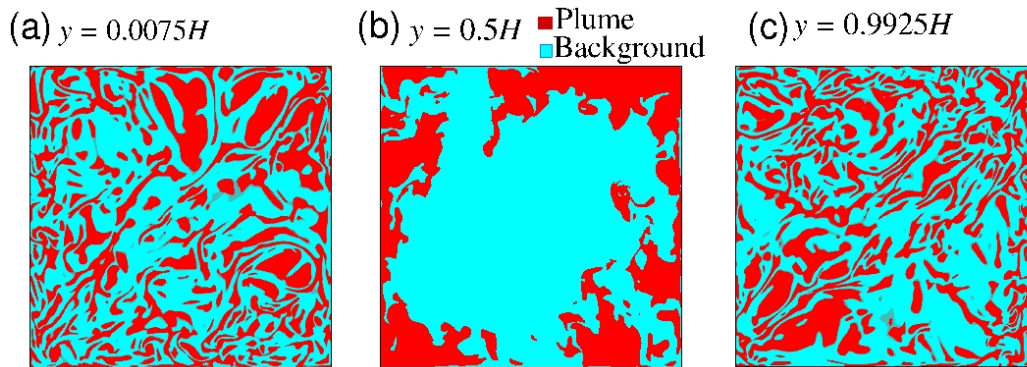 (a) y = 0.0075H
(b) y = 0.5H
Plume
Background
(c) y = 0.9925H